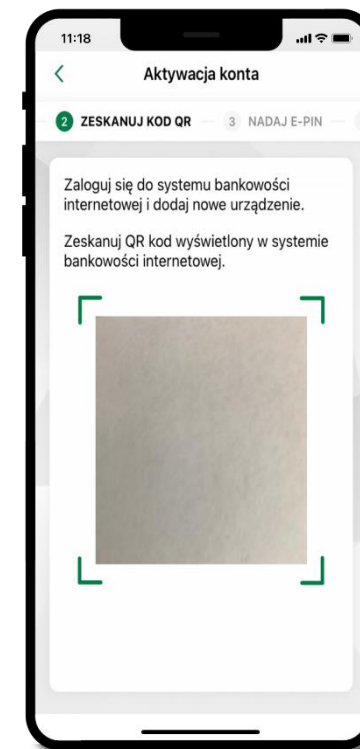 11:18
Aktywacja konta
2 ZESKANUJ KOD QR 3 NADAJ E-PIN
Zaloguj się do systemu bankowości
internetowej i dodaj nowe urządzenie.
Zeskanuj QR kod wyświetlony w systemie
bankowości internetowej.